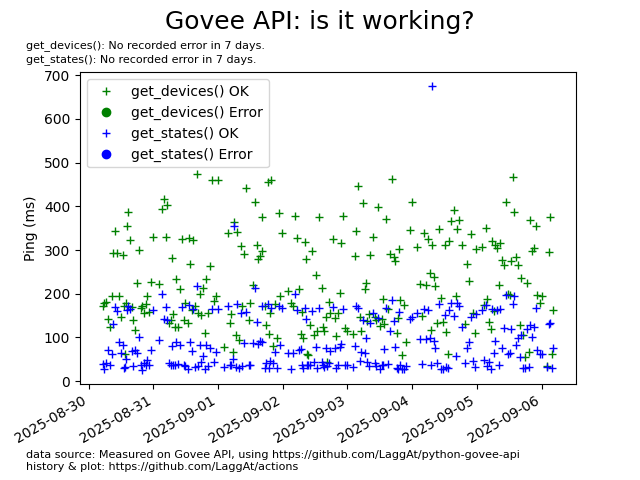 Govee API: is it working?
get_devices(): No recorded error in 7 days.
get_states(): No recorded error in 7 days.
700
600
500
400
300
200
100
0
Ping (ms)
get_devices() OK
get_devices() Error
get_states() OK
get_states() Error
2025-08-30
2025-08-31
2025-09-01
2025-09-02
2025-09-03
2025-09-04
2025-09-05
2025-09-06
data source: Measured on Govee API, using https://github.com/LaggAt/python-govee-api
history & plot: https://github.com/LaggAt/actions